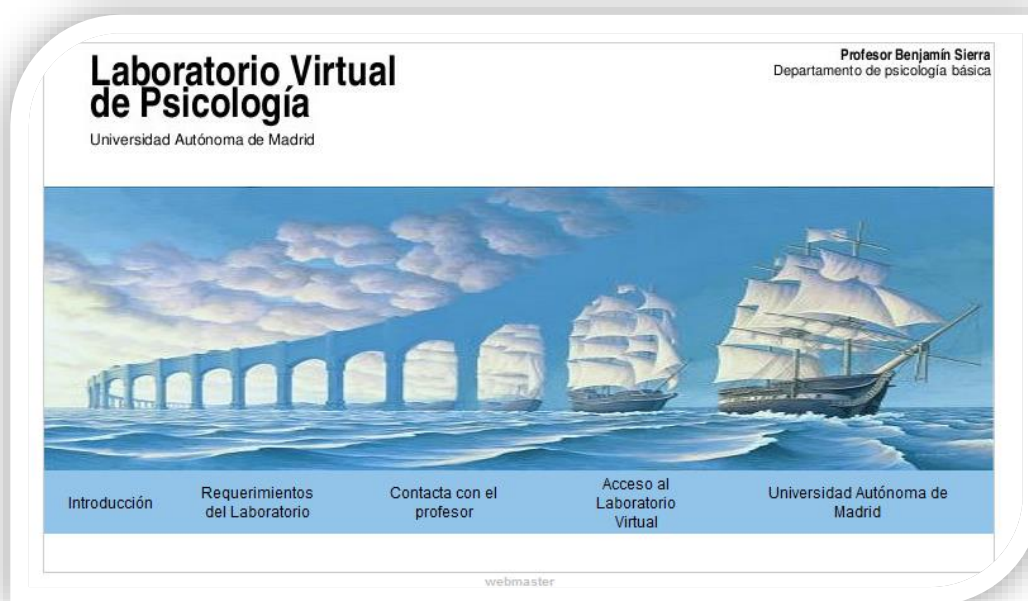 Laboratorio Virtual
de Psicología
Universidad Autónoma de Madrid
Profesor Benjamín Sierra
Departamento de psicología básica
Introducción
Requerimientos
del Laboratorio
Contacta con el
profesor
Acceso al
Laboratorio
Virtual
Universidad Autónoma de
Madrid
webmaster